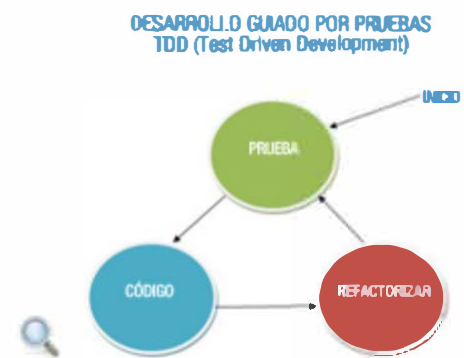 DESARROLLO GUIADO POR PRUEBAS
TDD (Test Driven Development)
INICIO
PRUEBA
CÓDIGO
REFACTORIZAR